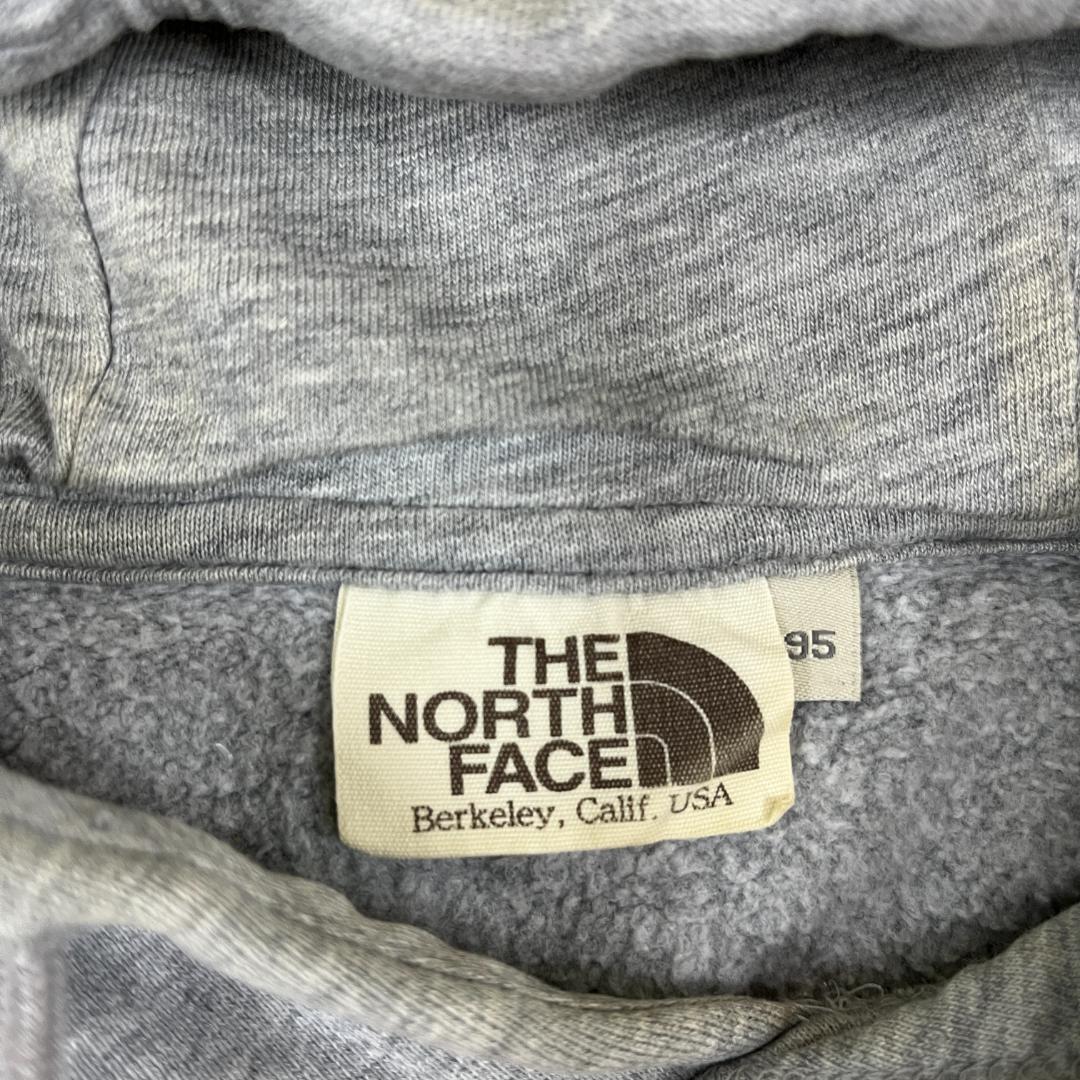 THE
NORTH
FACE
Berkeley, Calif. USA
95